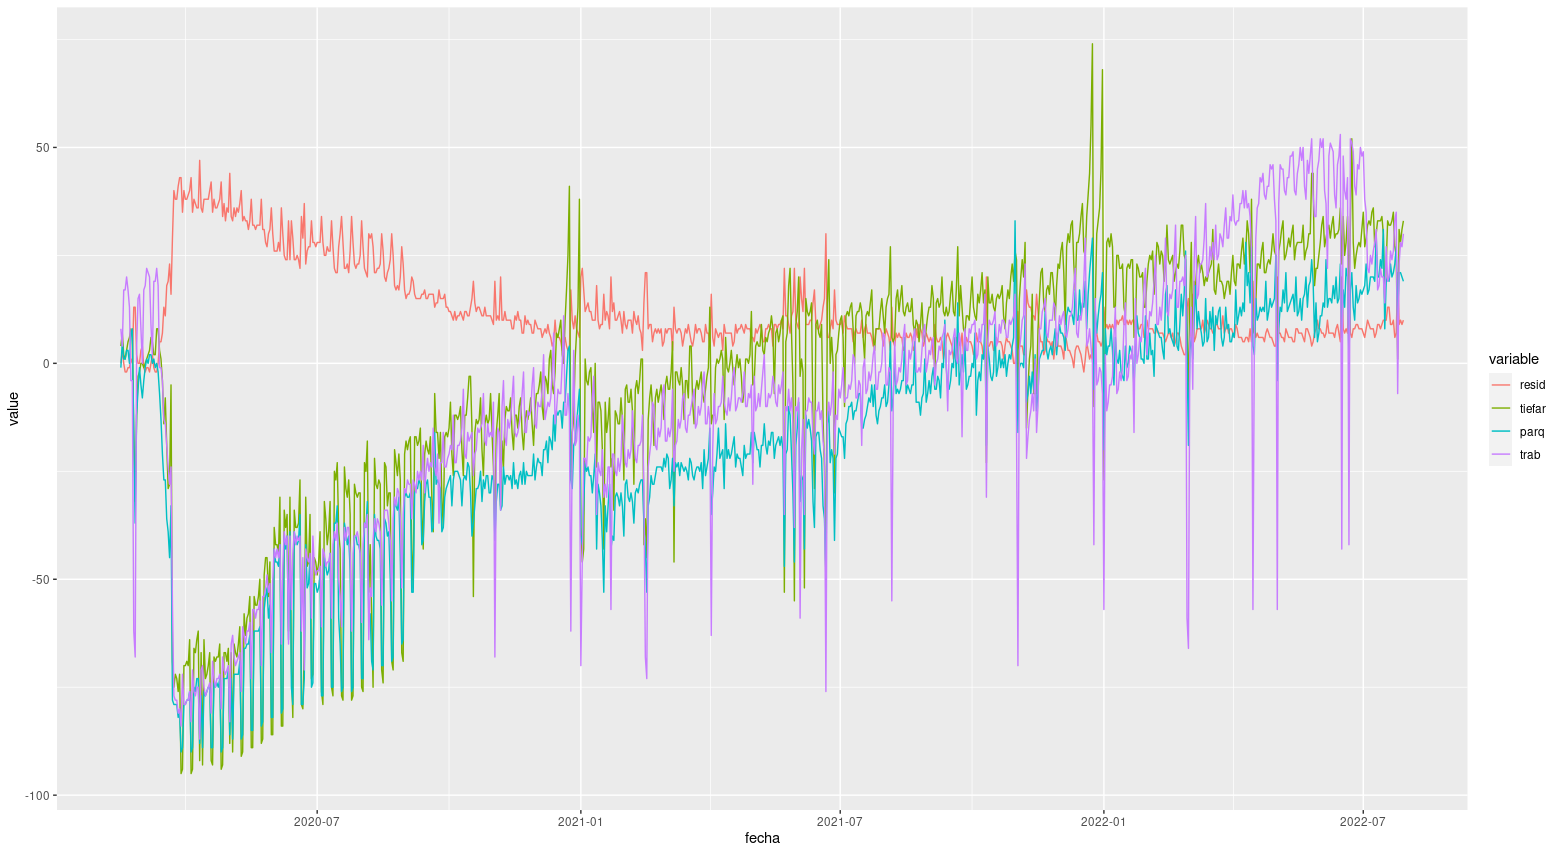 value
50
0
-50
-100
2020-07
2021-01
2021-07
2022-01
2022-07
fecha
variable
resid
tiefar
parq
trab